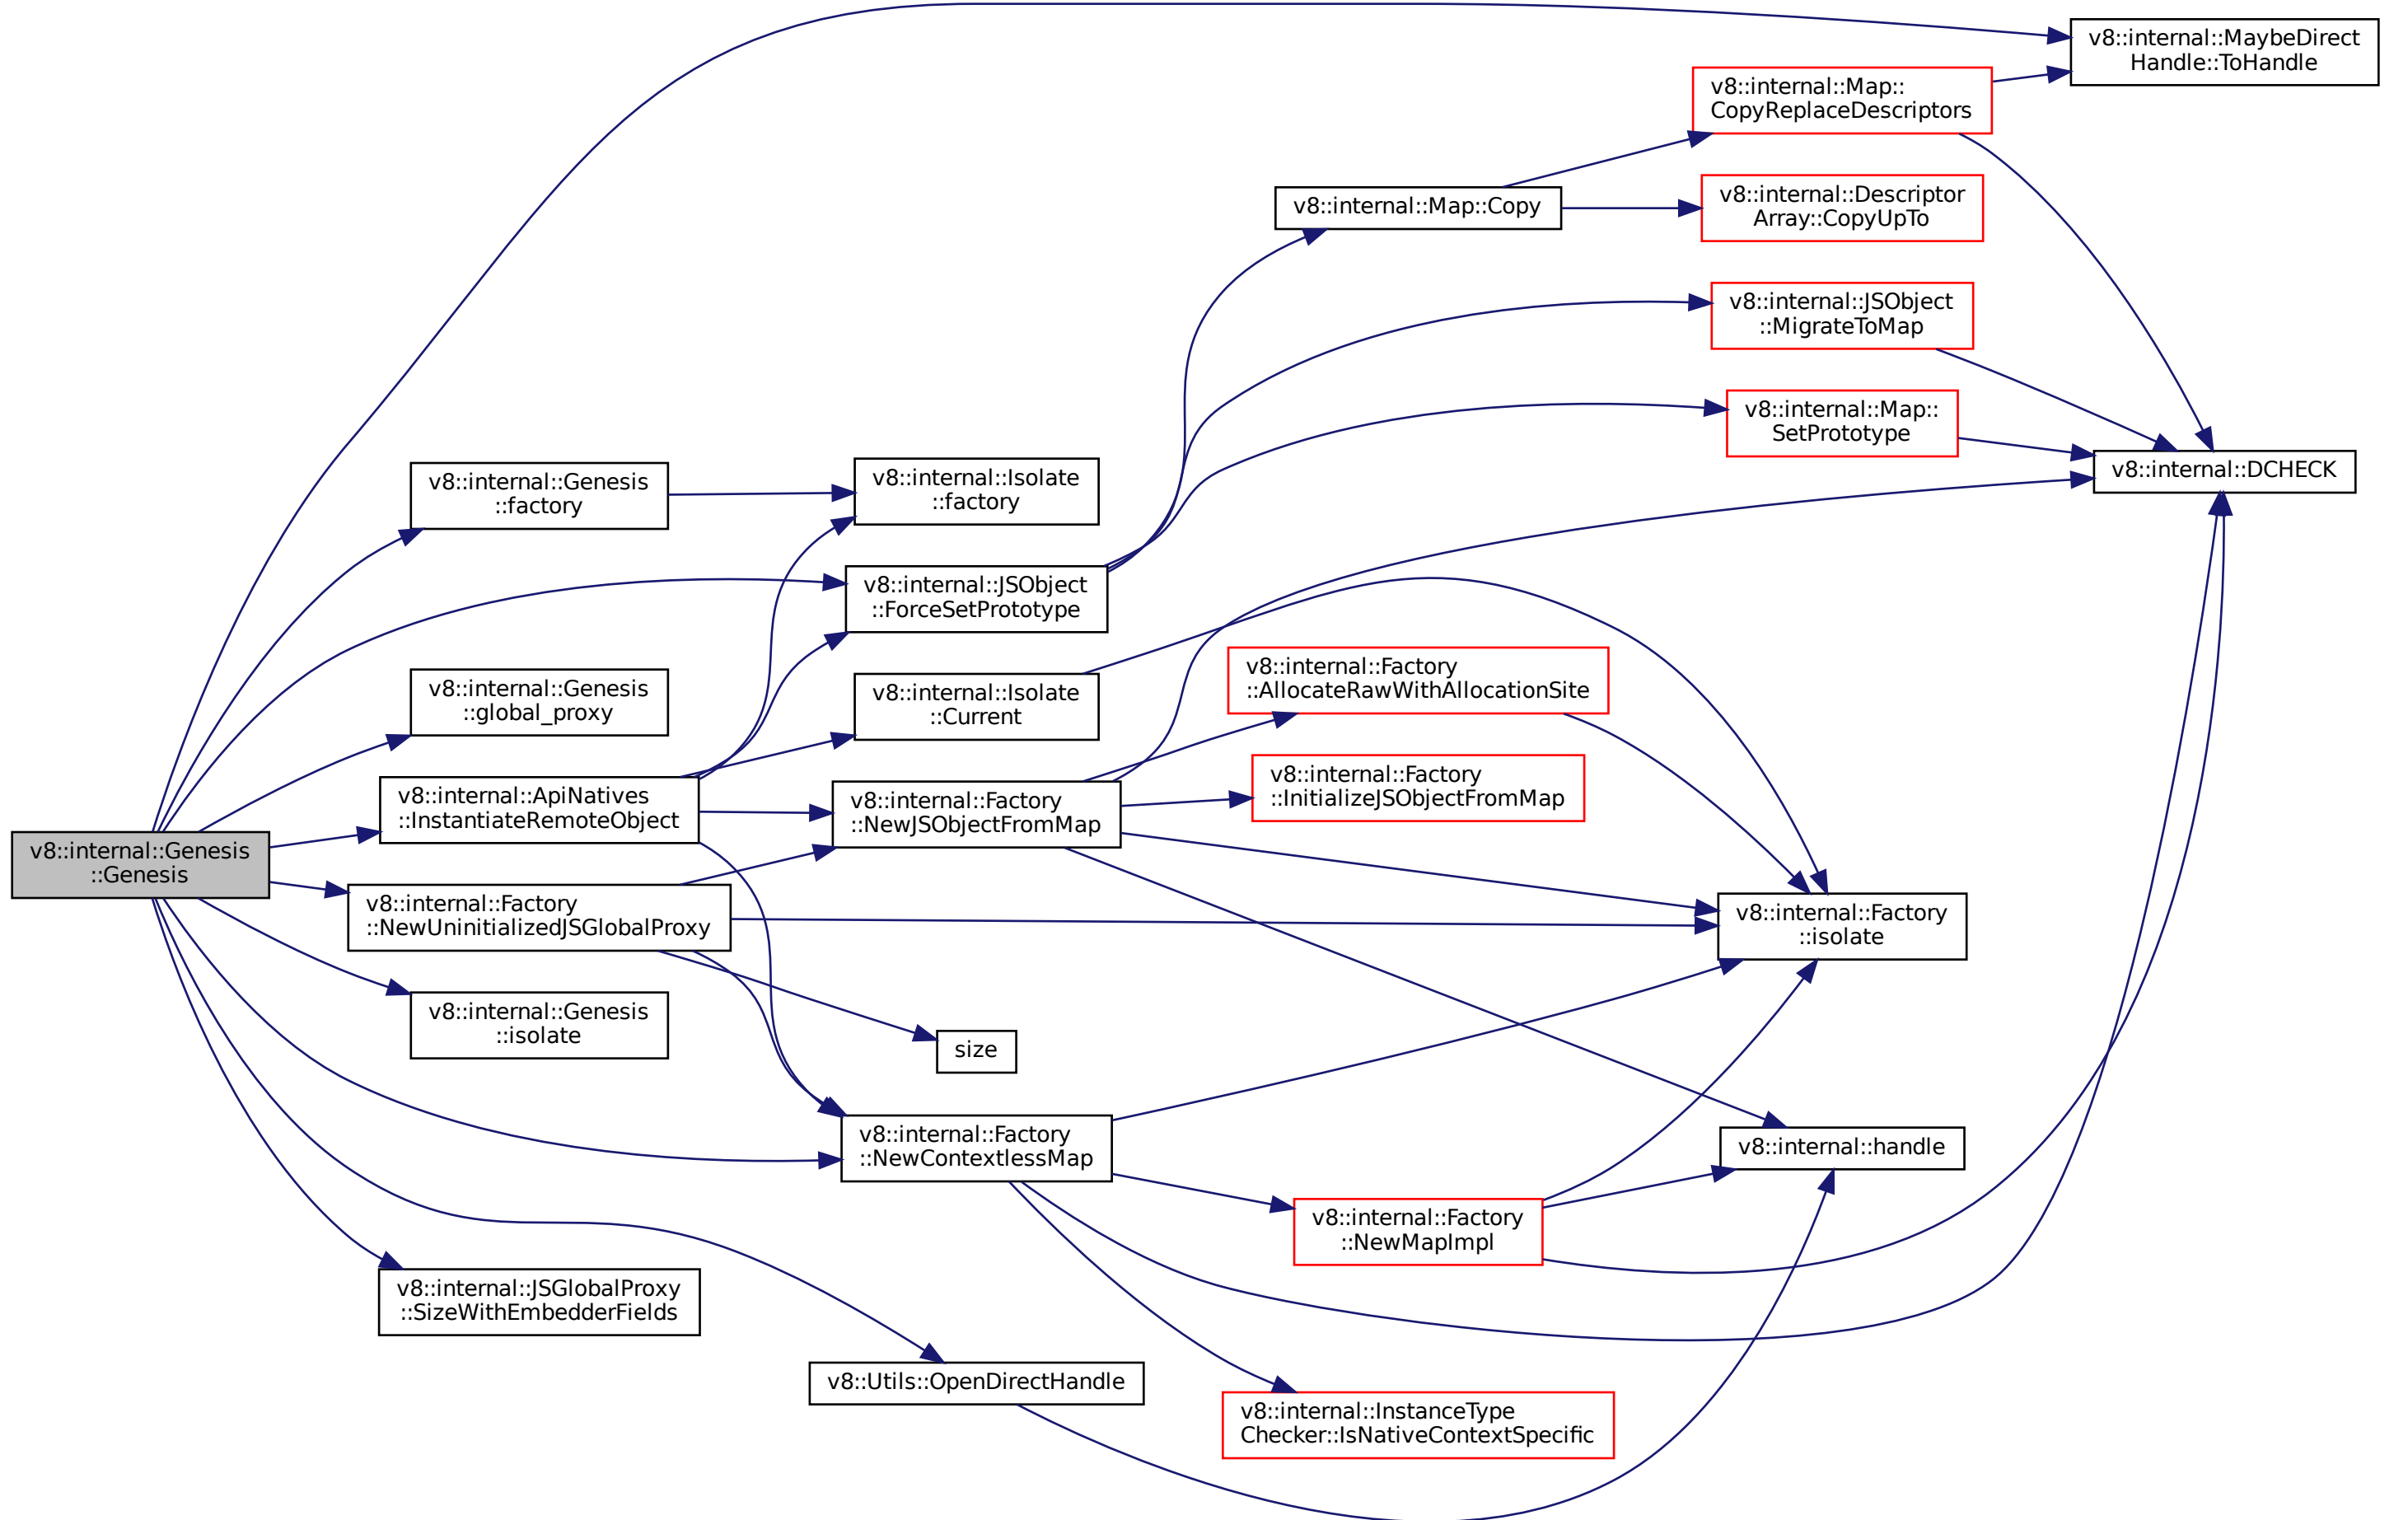 v8::internal::MaybeDirect
Handle::ToHandle
v8::internal::Map::
CopyReplaceDescriptors
v8::internal::Map::Copy
v8::internal::Descriptor
Array::CopyUpTo
v8::internal::JSObject
::MigrateToMap
v8::internal::Map::
SetPrototype
v8::internal::DCHECK
v8::internal::Genesis
::factory
v8::internal::Isolate
::factory
v8::internal::JSObject
::ForceSetPrototype
v8::internal::Genesis
::global_proxy
v8::internal::Isolate
::Current
v8::internal::Factory
::AllocateRawWithAllocationSite
v8::internal::ApiNatives
::InstantiateRemoteObject
v8::internal::Factory
::NewJSObjectFromMap
v8::internal::Factory
::InitializeJSObjectFromMap
v8::internal::Genesis
::Genesis
v8::internal::Factory
::NewUninitializedJSGlobalProxy
v8::internal::Factory
::isolate
v8::internal::Genesis
::isolate
size
v8::internal::Factory
::NewContextlessMap
v8::internal::handle
v8::internal::Factory
::NewMapImpl
v8::internal::JSGlobalProxy
::SizeWithEmbedderFields
v8::Utils::OpenDirectHandle
v8::internal::InstanceType
Checker::IsNativeContextSpecific